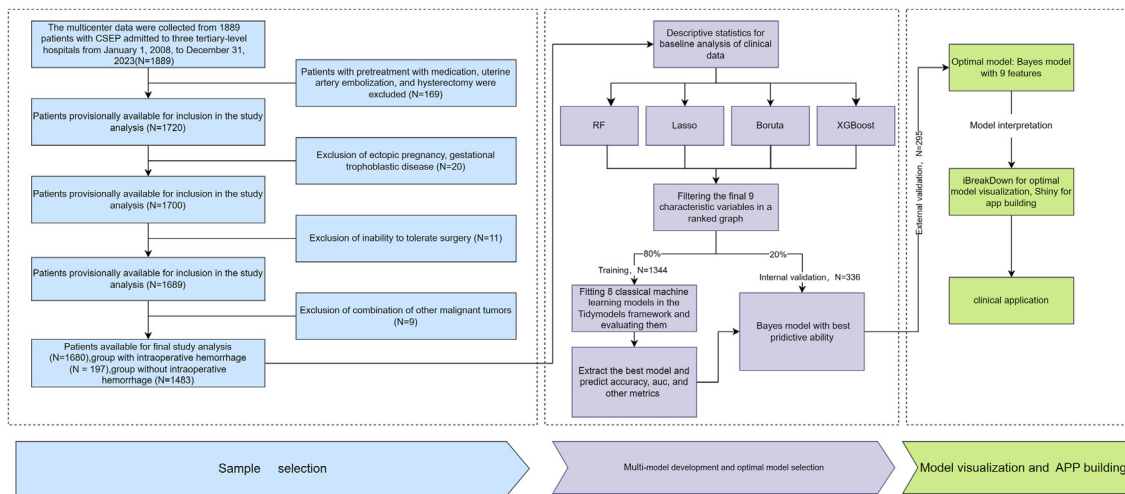 The multicenter data were collected from 1889
patients with CSEP admitted to three tertiary-level
hospitals from January 1, 2008, to December 31,
2023(N=1889)
Patients with pretreatment with medication, uterine
artery embolization, and hysterectomy were
excluded (N=169)
Patients provisionally available for inclusion in the study
analysis (N=1720)
Exclusion of ectopic pregnancy, gestational
trophoblastic disease (N=20)
Patients provisionally available for inclusion in the study
analysis (N=1700)
Exclusion of inability to tolerate surgery(N=11)
Patients provisionally available for inclusion in the study
analysis (N=1689)
Exclusion of combination of other malignant tumors
(N=9)
Patients available for final study analysis
(N=1680),group with intraoperative hemorrhage
(N = 197),group without intraoperative
hemorrhage (N=1483)
Descriptive statistics for
baseline analysis of clinical
data
RF
Lasso
Boruta
XGBoost
Filtering the final 9
characteristic variables in a
ranked graph
80%
20%
Training，N=1344
Internal validation，N=336
Fitting 8 classical machine
learning models in the
Tidymodels framework and
evaluating them
Extract the best model and
predict accuracy, auc, and
other metrics
Bayes model with best
pridictive ability
External validation，N=295
Optimal model: Bayes model
with 9 features
Model interpretation
iBreakDown for optimal
model visualization, Shiny for
app building
clinical application
Sample selection
Multi-model development and optimal model selection
Model visualization and APP building